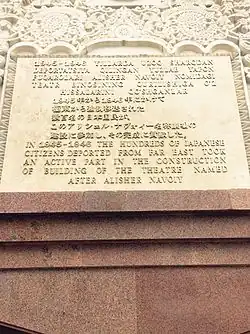 1945-1946 YILLARDA UZOQ SHARQDAN
DEPORTATSIYA QILINGAN YUZLAB YAPON
FUQAROLARI ALISHER NAVOIY NOMIDAGI
TEATR BINOSINING QURILISHIGA O'Z
HISSALARINI QO'SHGANLAR
1945年から1946年にかけて
極東から強制移送された
数百名の日本国民が、
このアリシェル・ナヴォイー名称劇場の
建設に参加し、その完成に貢献した。
IN 1945-1946 THE HUNDREDS OF JAPANESE
CITIZENS DEPORTED FROM FAR EAST TOOK
AN ACTIVE PART IN THE CONSTRUCTION
OF BUILDING OF THE THEATRE NAMED
AFTER ALISHER NAVOIY